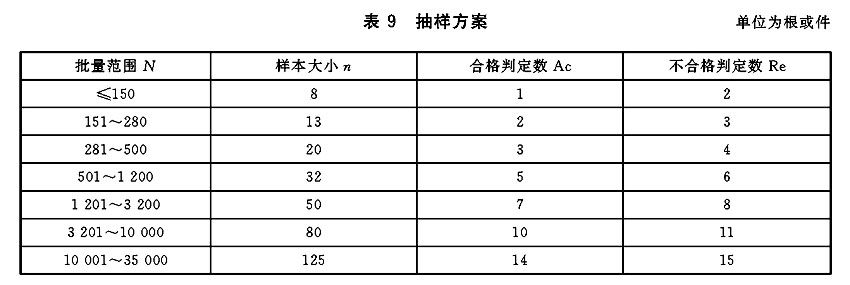 表 9 抽样方案 单位为根或件
批量范围 N 样本大小 n 合格判定数 Ac 不合格判定数 Re
≤150 8 1 2
151～280 13 2 3
281～500 20 3 4
501～1 200 32 5 6
1 201～3 200 50 7 8
3 201～10 000 80 10 11
10 001～35 000 125 14 15